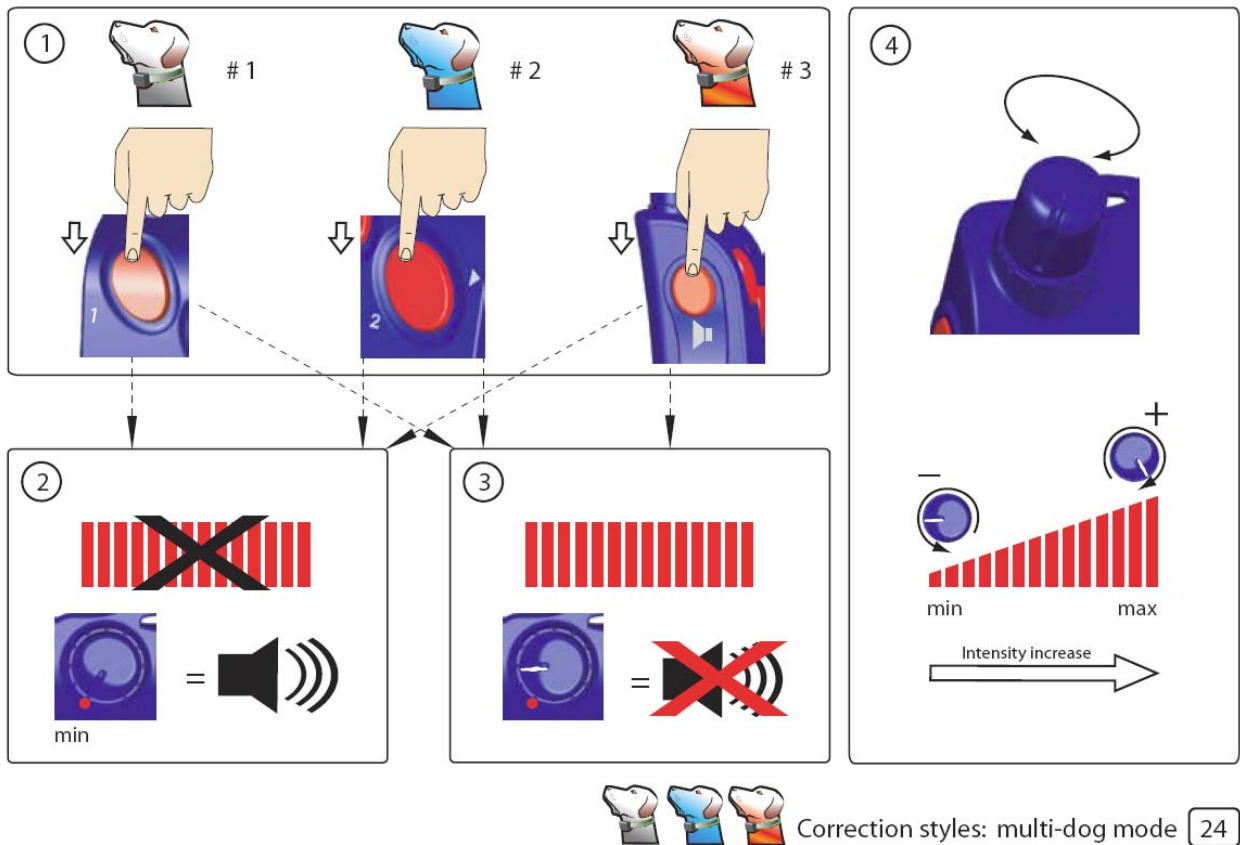 1
# 1
# 2
# 3
1
2
2
min
=
3
=
4
+
−
min
max
Intensity increase
Correction styles: multi-dog mode 24